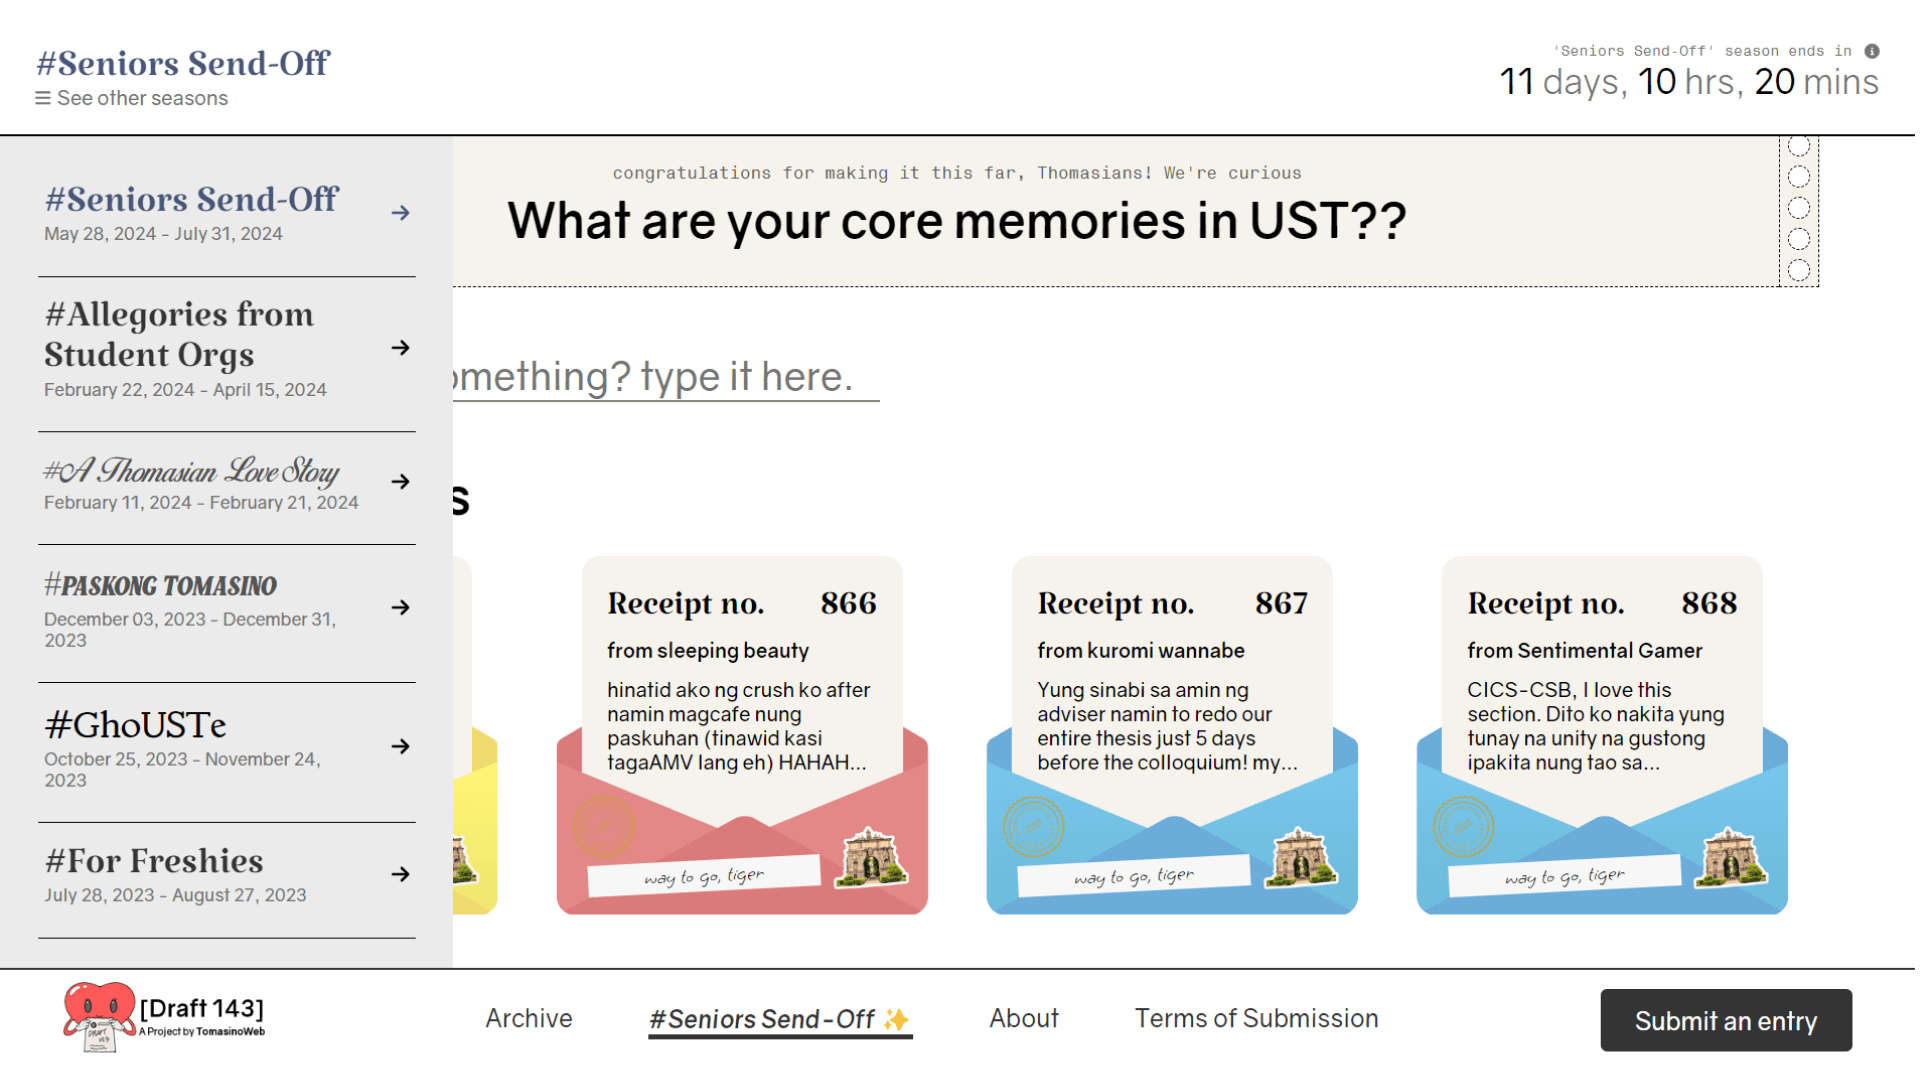 #Seniors Send-Off
See other seasons
'Seniors Send-Off' season ends in
11 days, 10 hrs, 20 mins
#Seniors Send-Off
May 28, 2024 - July 31, 2024
#Allegories from
Student Orgs
February 22, 2024 - April 15, 2024
#A Thomasian Love Story
February 11, 2024 - February 21, 2024
#PASKONG TOMASINO
December 03, 2023 - December 31,
2023
#GhoUSTe
October 25, 2023 - November 24,
2023
#For Freshies
July 28, 2023 - August 27, 2023
congratulations for making it this far, Thomasians! We're curious
What are your core memories in UST??
omething? type it here.
s
Receipt no. 866
from sleeping beauty
hinatid ako ng crush ko after
namin magcafe nung
paskuhan (tinawid kasi
tagaAMV lang eh) HAHAH...
way to go, tiger
Receipt no. 867
from kuromi wannabe
Yung sinabi sa amin ng
adviser namin to redo our
entire thesis just 5 days
before the colloquium! my...
way to go, tiger
Receipt no. 868
from Sentimental Gamer
CICS-CSB, I love this
section. Dito ko nakita yung
tunay na unity na gustong
ipakita nung tao sa...
way to go, tiger
DRAFT
143
[Draft 143]
A Project by TomasinoWeb
Archive
#Seniors Send-Off ✨
About
Terms of Submission
Submit an entry